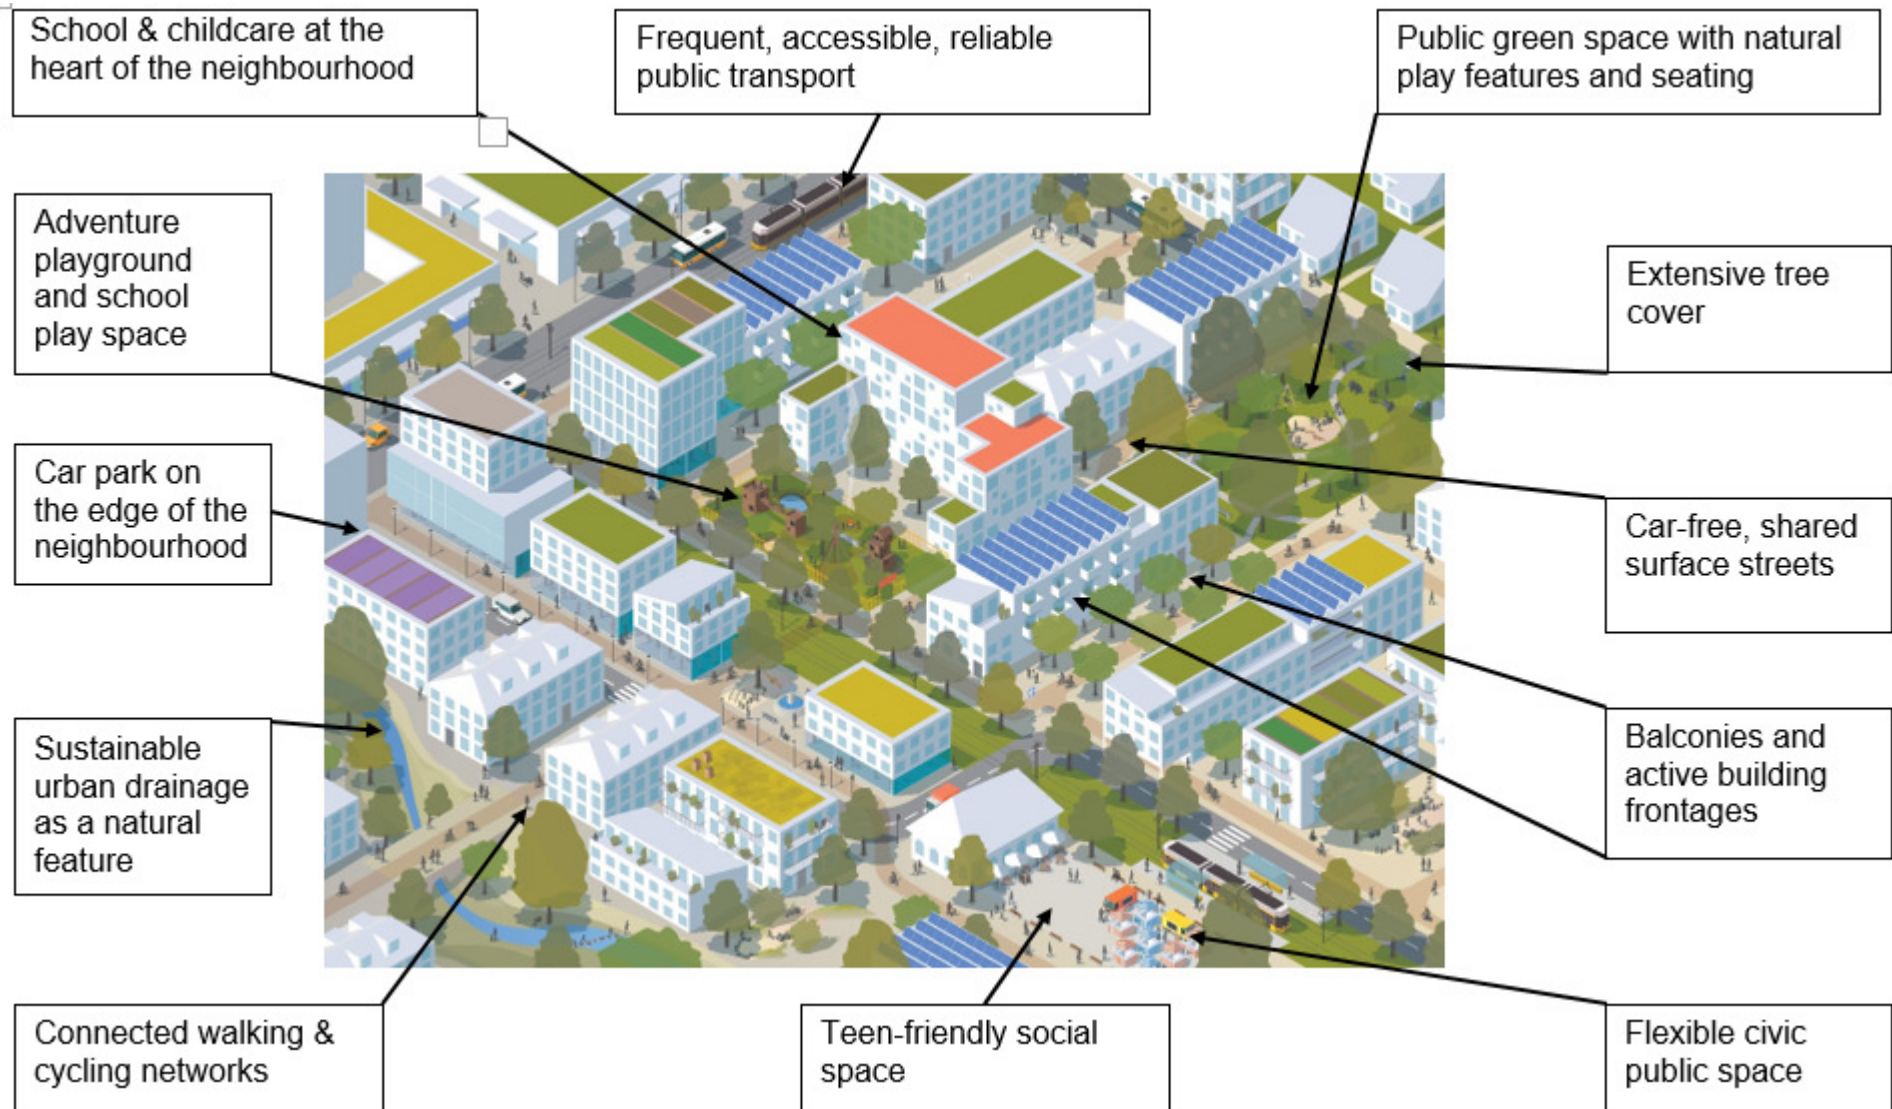 School & childcare at the
heart of the neighbourhood
Frequent, accessible, reliable
public transport
Public green space with natural
play features and seating
Adventure
playground
and school
play space
Extensive tree
cover
Car park on
the edge of the
neighbourhood
Car-free, shared
surface streets
Sustainable
urban drainage
as a natural
feature
Balconies and
active building
frontages
Connected walking &
cycling networks
Teen-friendly social
space
Flexible civic
public space